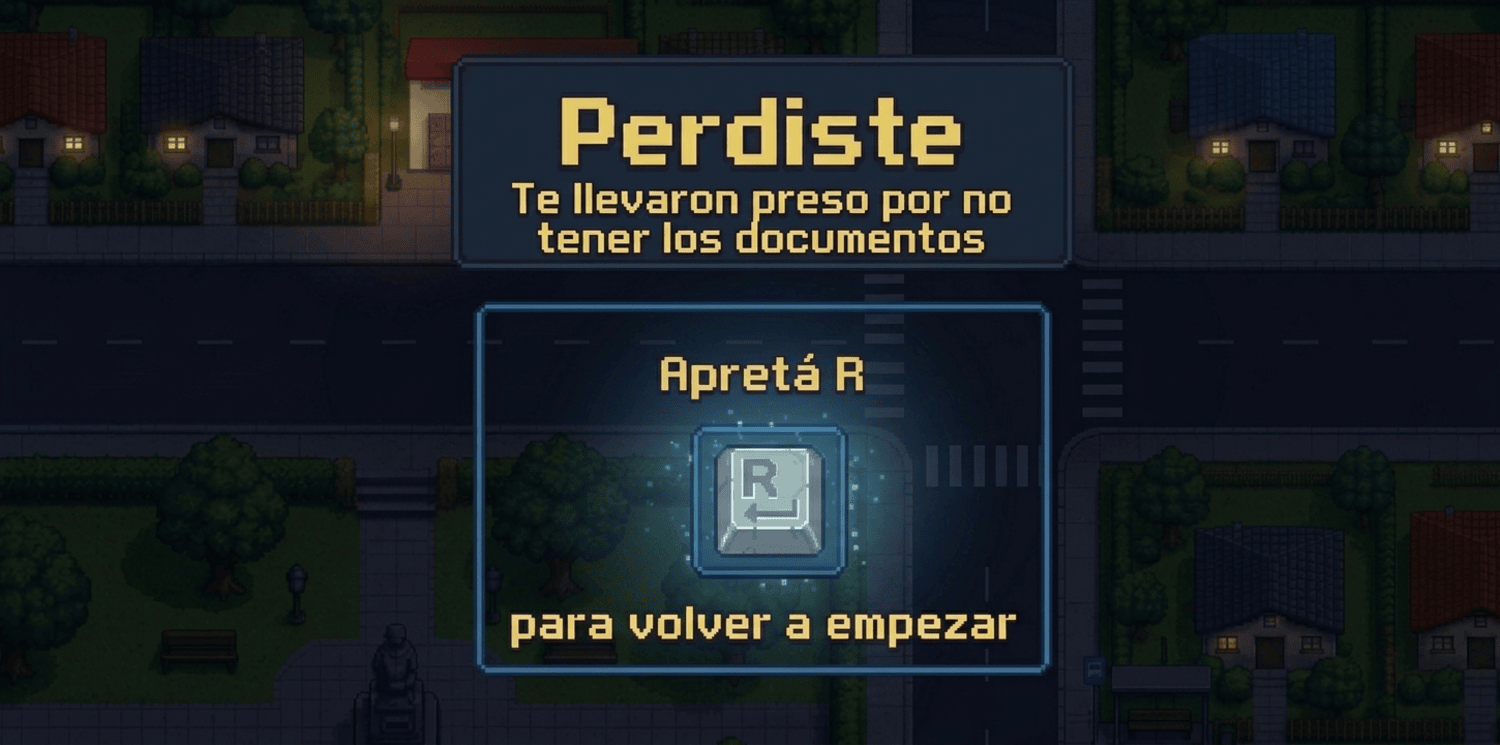 Perdiste
Te llevaron preso por no
tener los documentos
Apretá R
R
para volver a empezar